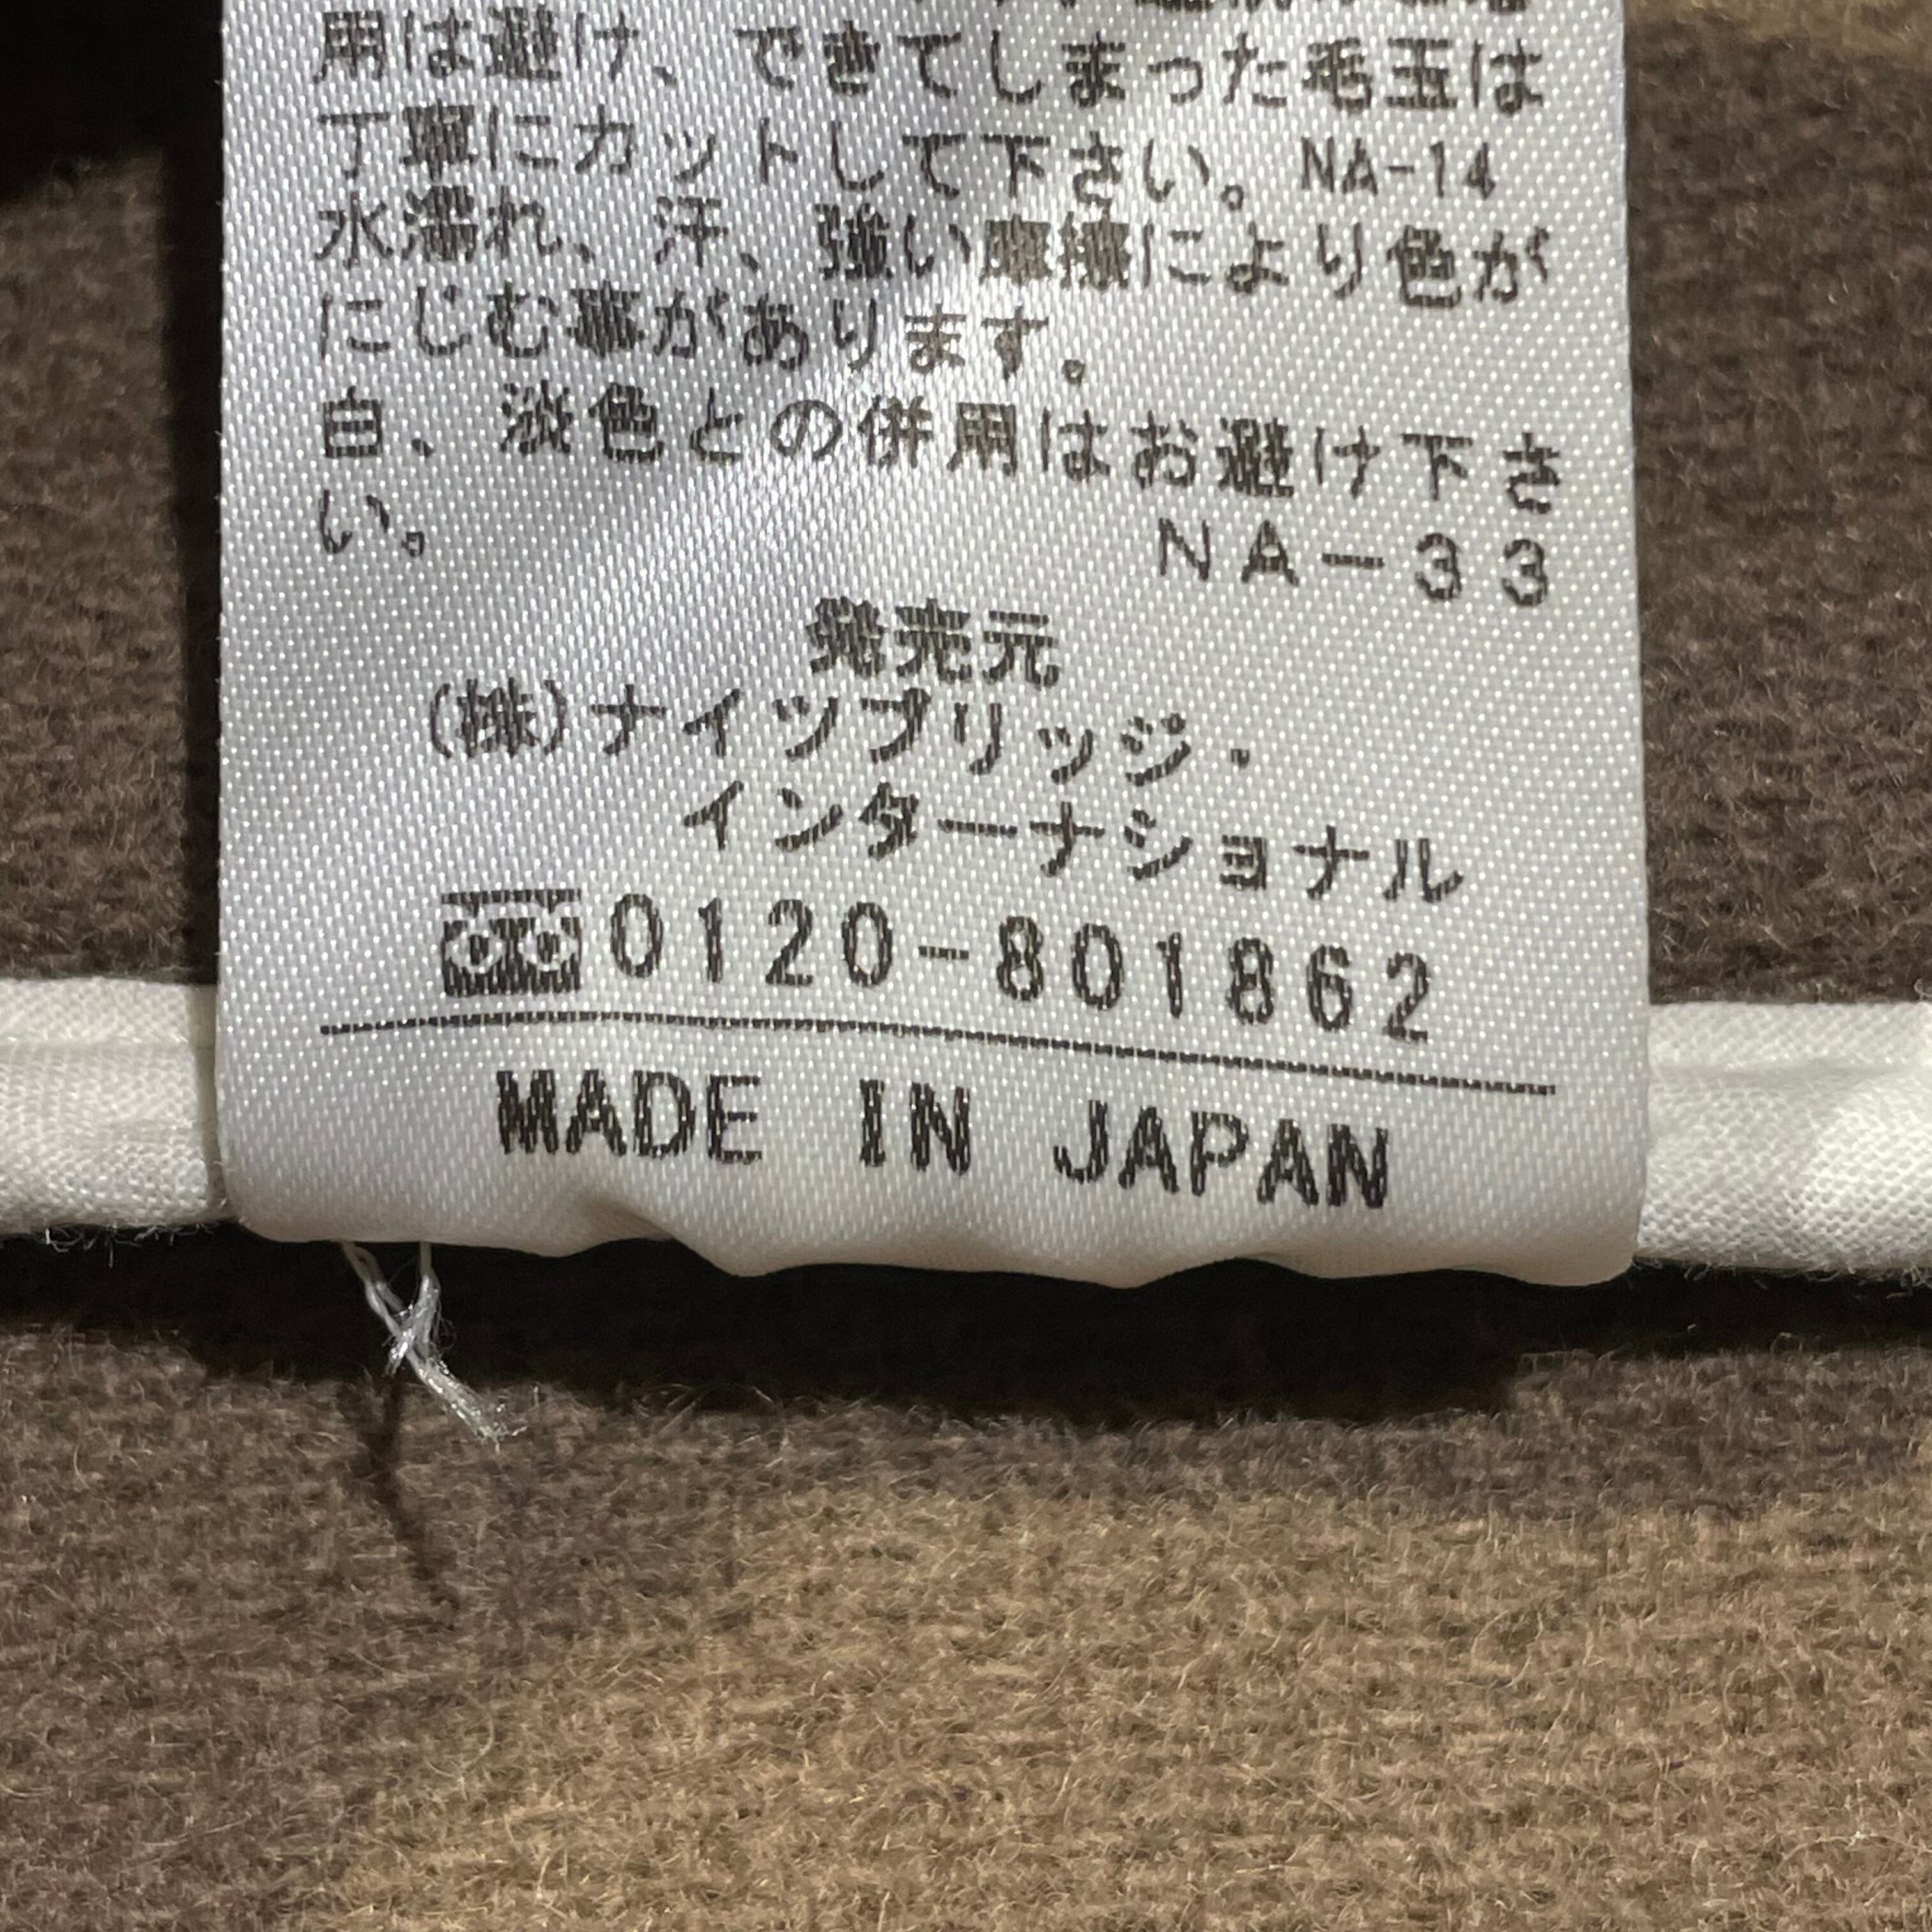 用は避け、できてしまった毛玉は
丁寧にカットして下さい。NA-14
水濡れ、汗、強い摩擦により色が
にじむ事があります。
白、淡色との併用はお避け下さ
い。 NA-33
発売元
(株)ナイツブリッジ・
インターナショナル
0120-801862
MADE IN JAPAN